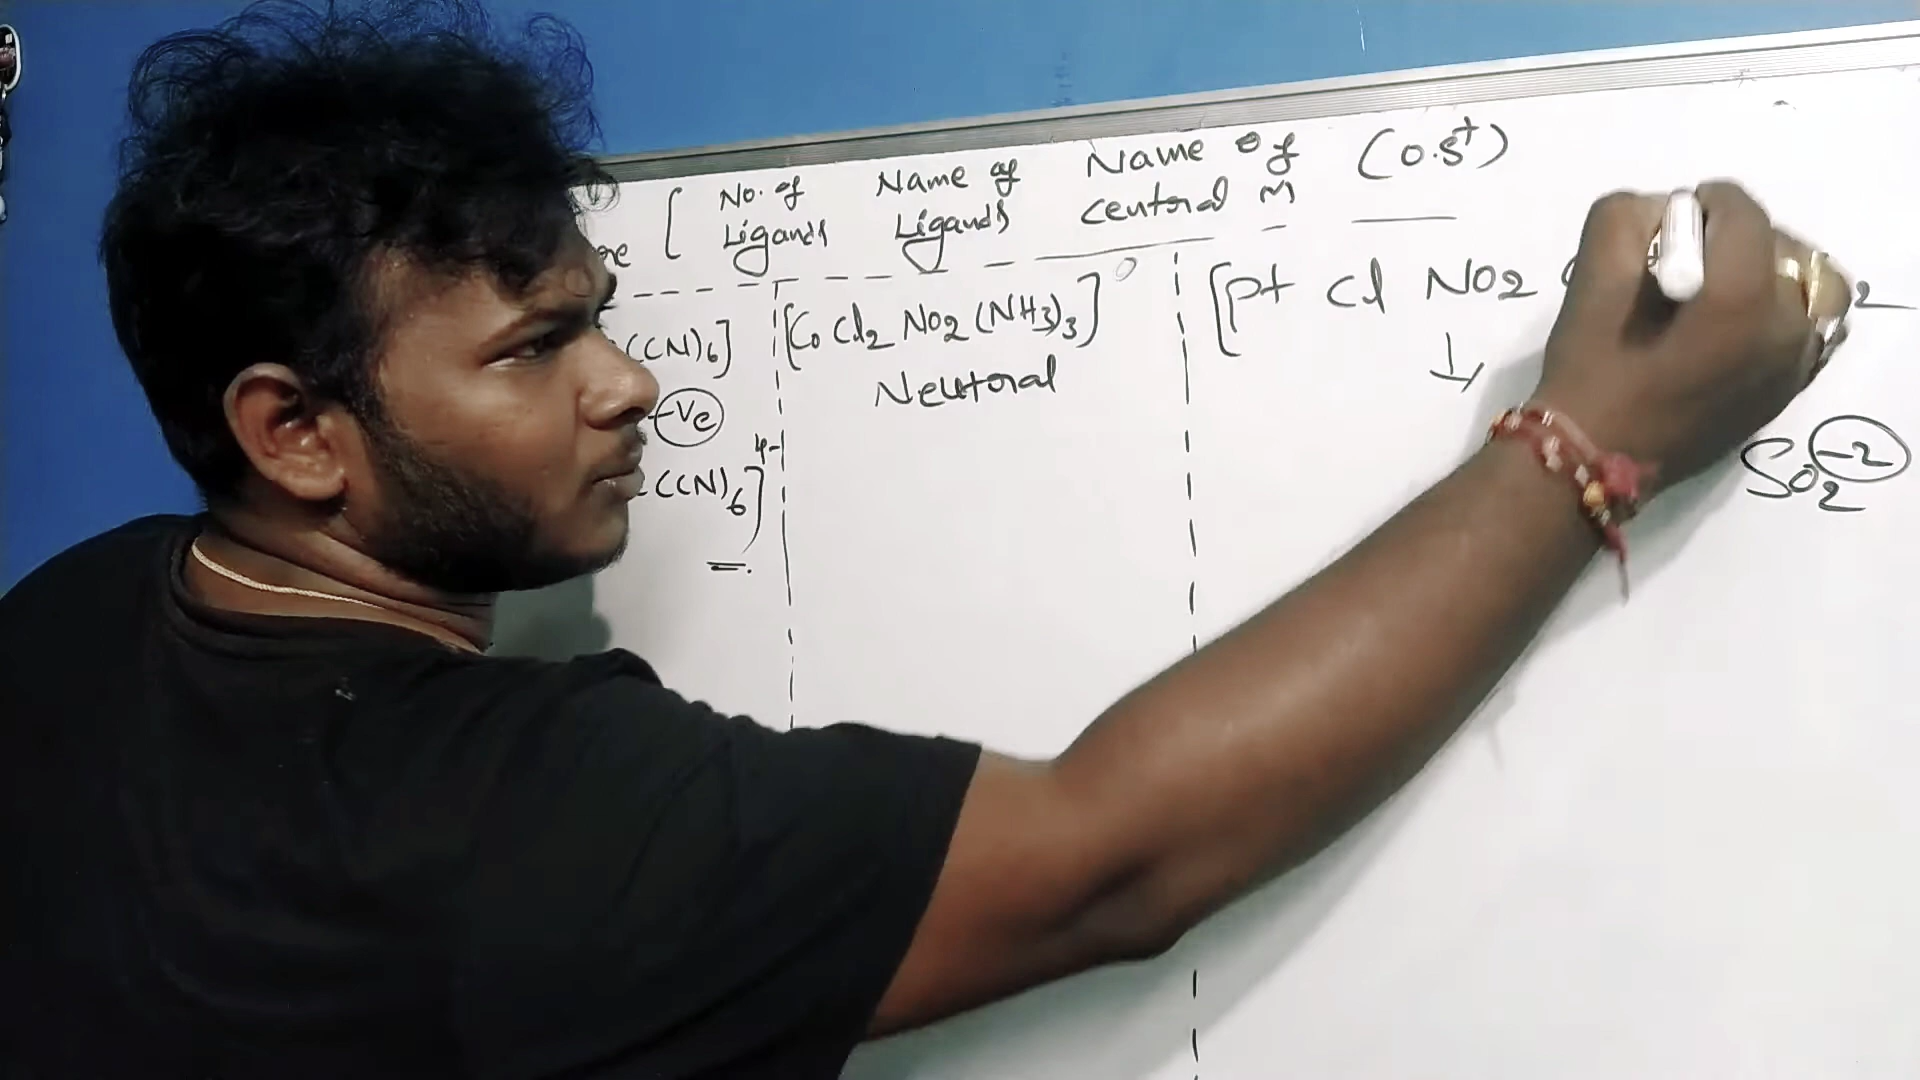 [ No. of Name of Name of (O.S+)
Ligands Ligands central M
[Co Cl2 NO2 (NH3)3]0 [Pt Cl NO2
(CN)6] Neutral
-Ve
(CN)6]4- SO2-2